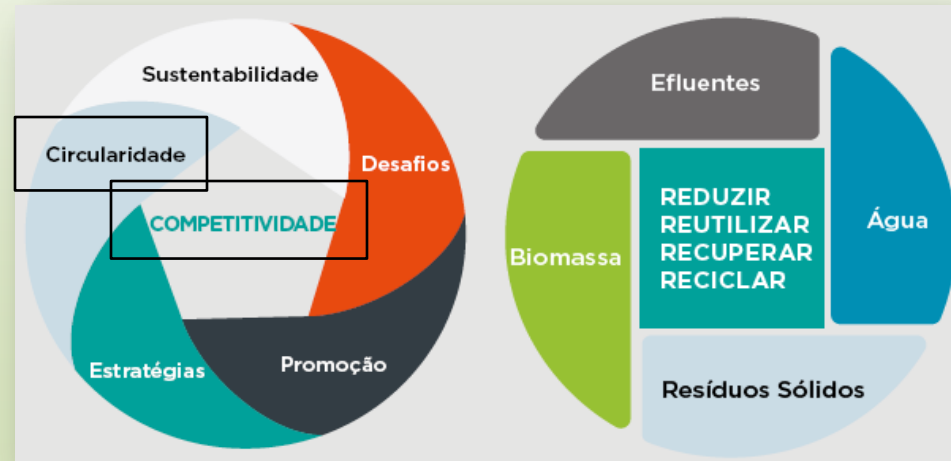 Sustentabilidade
Circularidade
Desafios
COMPETITIVIDADE
Estratégias
Promoção
Efluentes
Biomassa
REDUZIR
REUTILIZAR
RECUPERAR
RECICLAR
Água
Resíduos Sólidos